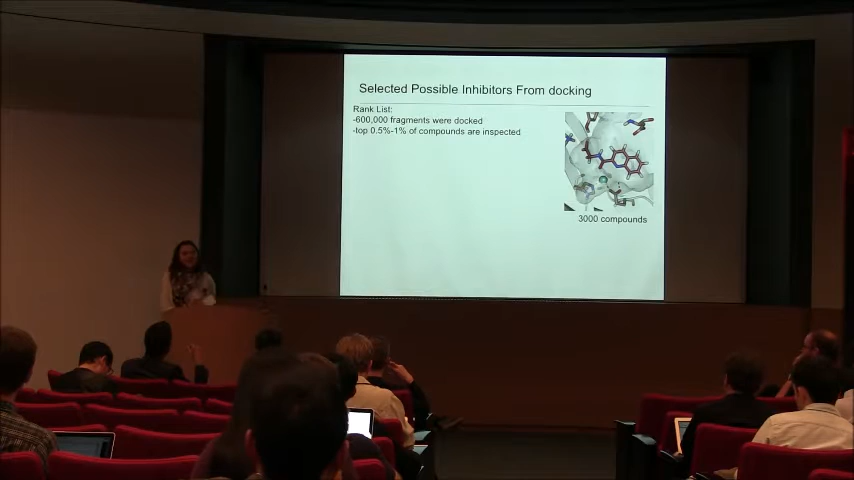 Selected Possible Inhibitors From docking
Rank List:
-600,000 fragments were docked
-top 0.5%-1% of compounds are inspected
3000 compounds